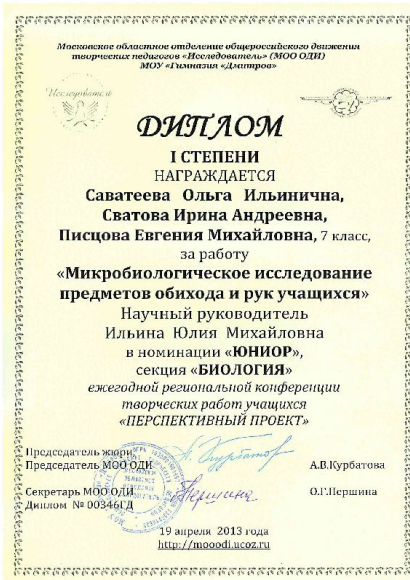 Московское областное отделение общероссийского движения
творческих педагогов «Исследователь» (МОО ОДИ)
МОУ «Гимназия «Дмитров»
Исследователь
ДИПЛОМ
I СТЕПЕНИ
НАГРАЖДАЕТСЯ
Саватеева Ольга Ильинична,
Сватова Ирина Андреевна,
Писцова Евгения Михайловна, 7 класс,
за работу
«Микробиологическое исследование
предметов обихода и рук учащихся»
Научный руководитель
Ильина Юлия Михайловна
в номинации «ЮНИОР»,
секция «БИОЛОГИЯ»
ежегодной региональной конференции
творческих работ учащихся
«ПЕРСПЕКТИВНЫЙ ПРОЕКТ»
Председатель жюри
Председатель МОО ОДИ А.В.Курбатова
Секретарь МОО ОДИ О.Г.Першина
Диплом № 00346ГД
19 апреля 2013 года
http://mooodi.ucoz.ru